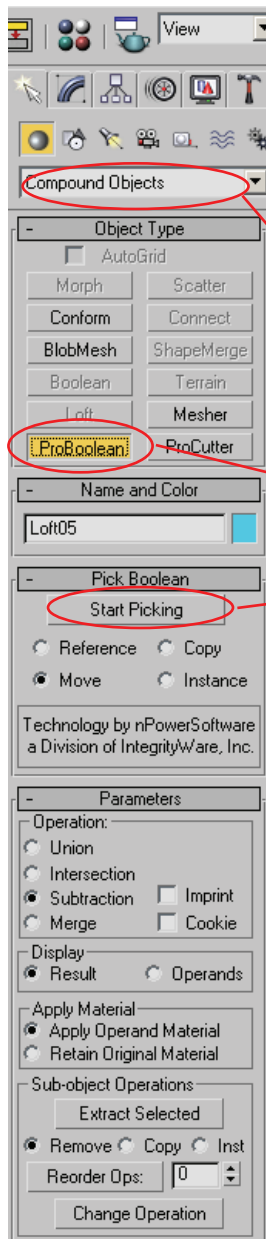 View
Compound Objects
- Object Type
AutoGrid
Morph Scatter
Conform Connect
BlobMesh ShapeMerge
Boolean Terrain
Loft Mesher
ProBoolean ProCutter
- Name and Color
Loft05
- Pick Boolean
Start Picking
Reference Copy
Move Instance
Technology by nPowerSoftware
a Division of IntegrityWare, Inc.
- Parameters
Operation:
Union
Intersection
Subtraction Imprint
Merge Cookie
Display
Result Operands
Apply Material
Apply Operand Material
Retain Original Material
Sub-object Operations
Extract Selected
Remove Copy Inst
Reorder Ops: 0
Change Operation